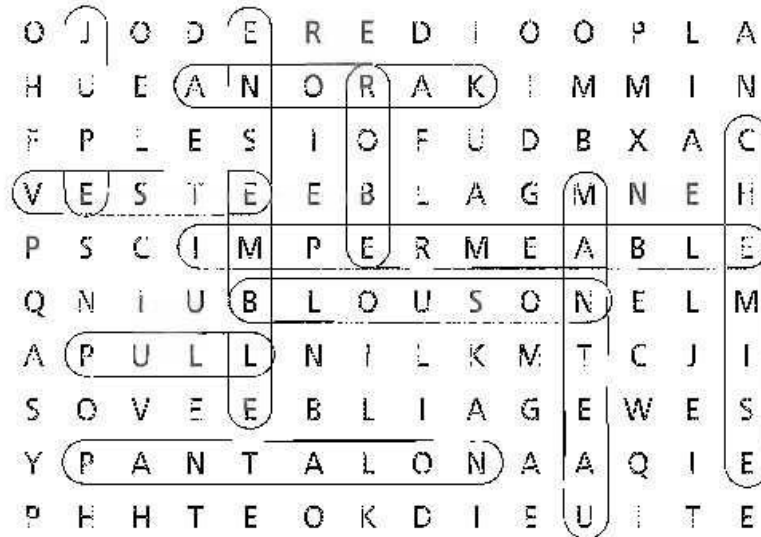 O J O D E R E D I O O P L A
H U E A N O R A K I M M I N
F P L E S I O F U D B X A C
V E S T E E B L A G M N E H
P S C I M P E R M E A B L E
Q N I U B L O U S O N E L M
A P U L L N I L K M T C J I
S O V E E B L I A G E W E S
Y P A N T A L O N A A Q I E
P H H T E O K D I E U I T E